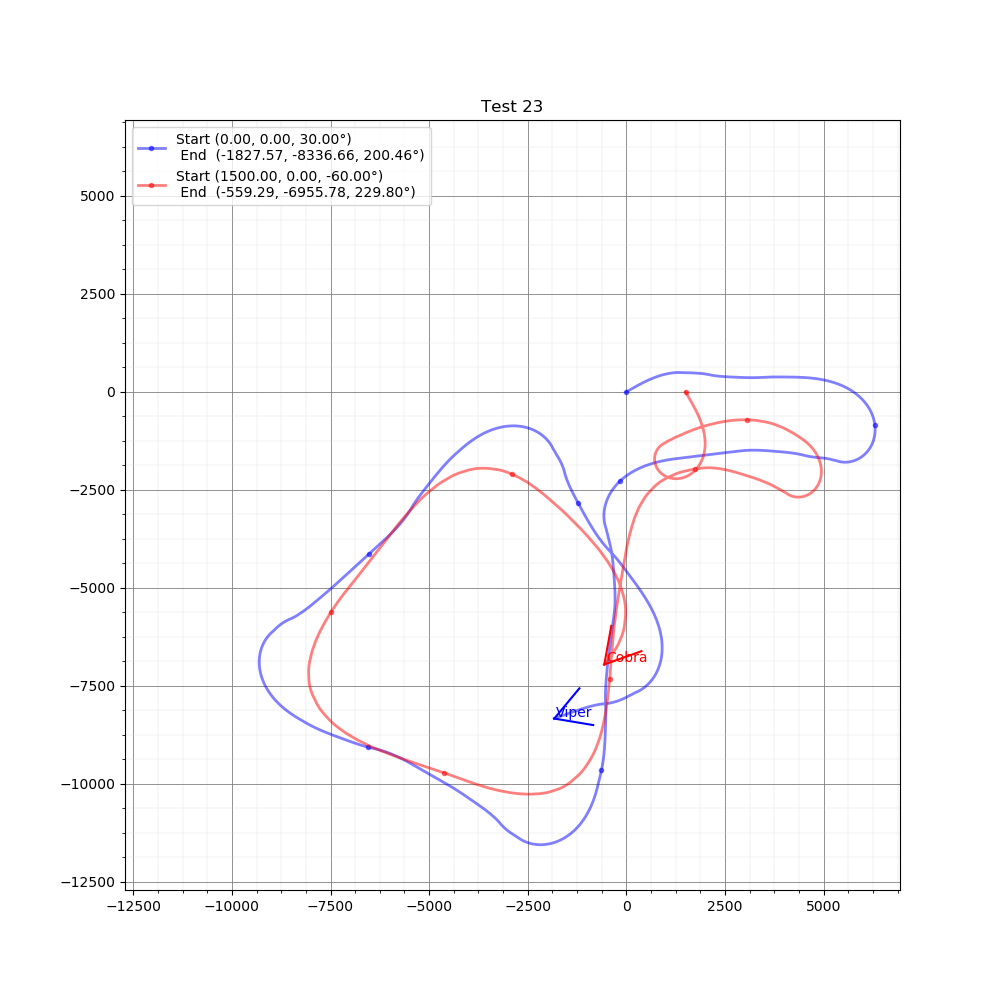 Test 23
Start (0.00, 0.00, 30.00°)
End (-1827.57, -8336.66, 200.46°)
Start (1500.00, 0.00, -60.00°)
End (-559.29, -6955.78, 229.80°)
5000
2500
0
−2500
−5000
−7500
−10000
−12500
Cobra
Viper
−12500 −10000 −7500 −5000 −2500 0 2500 5000